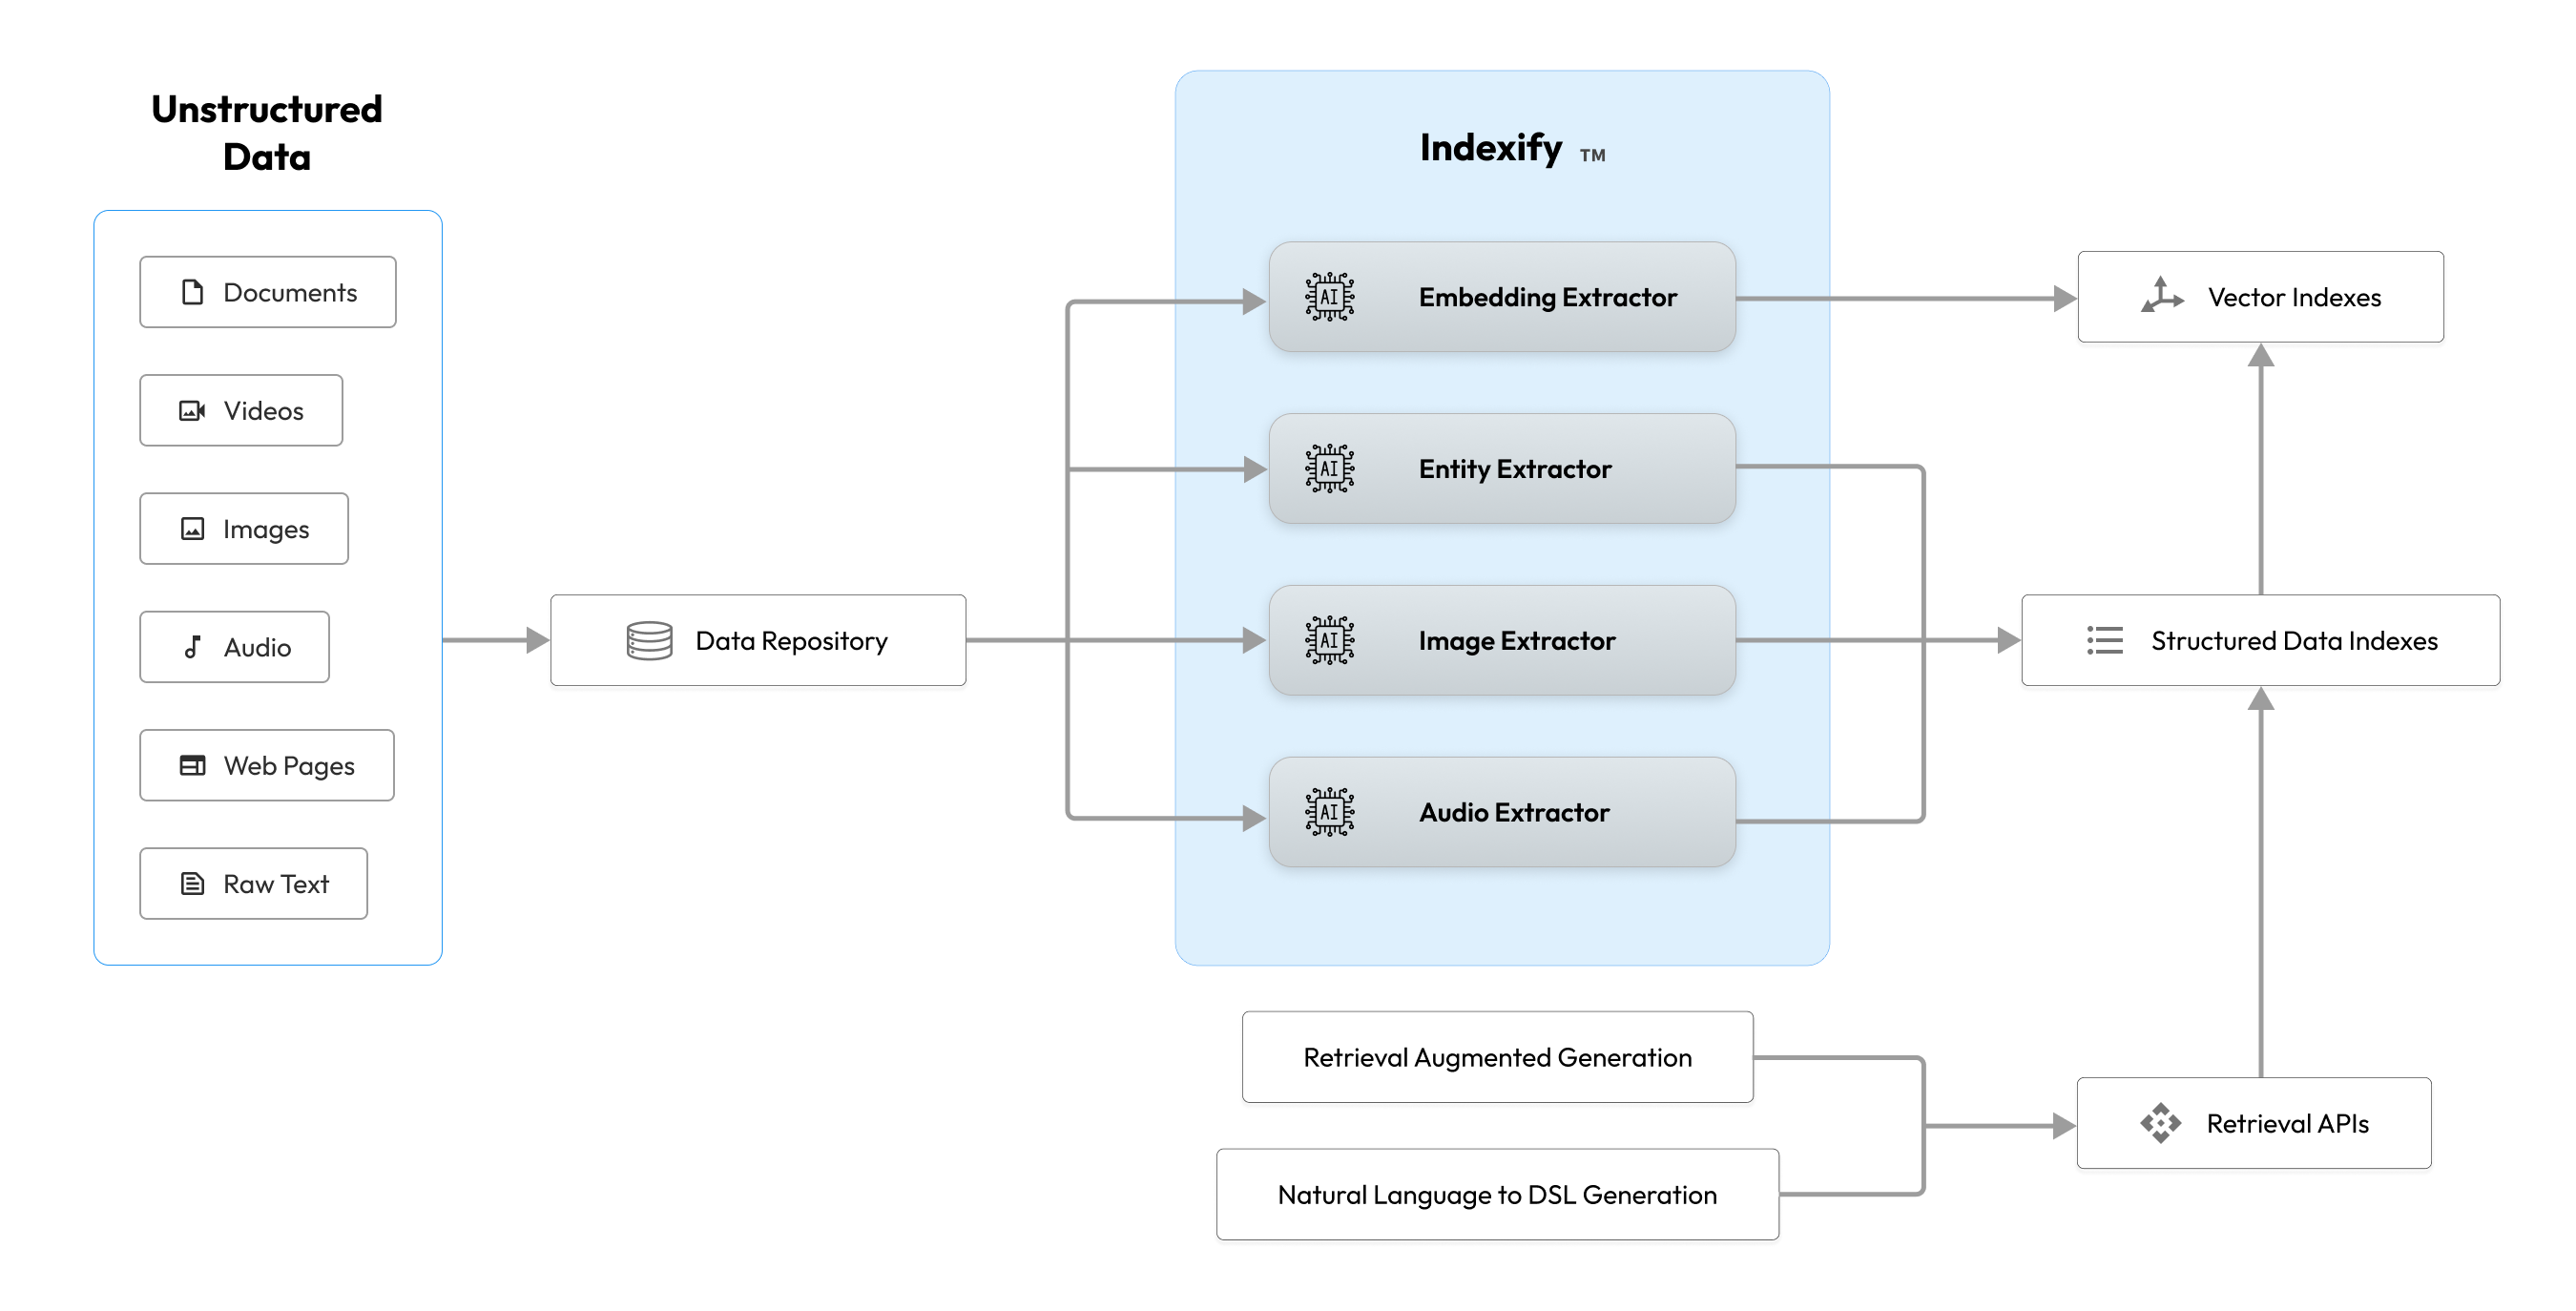 Unstructured
Data
Documents
Videos
Images
Audio
Web Pages
Raw Text
Data Repository
Indexify TM
AI Embedding Extractor
AI Entity Extractor
AI Image Extractor
AI Audio Extractor
Vector Indexes
Structured Data Indexes
Retrieval Augmented Generation
Natural Language to DSL Generation
Retrieval APIs